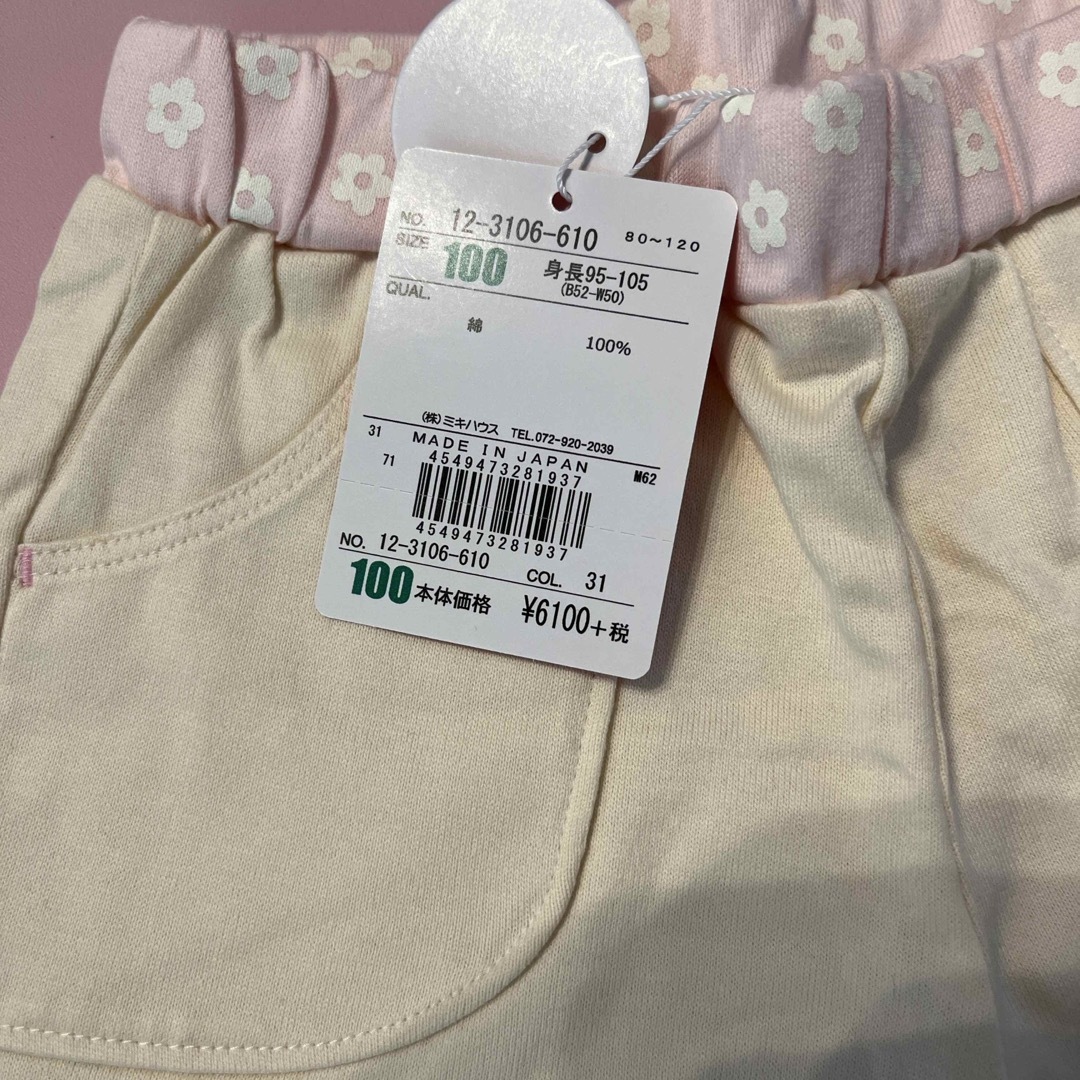 NO. 12-3106-610 80~120
SIZE 100 身長95-105
(B52-W50)
QUAL.
綿 100%
(株)ミキハウス TEL.072-920-2039
31 MADE IN JAPAN
71 4549473281937 M62
4549473281937
NO. 12-3106-610 COL. 31
100 本体価格 ¥6100+税